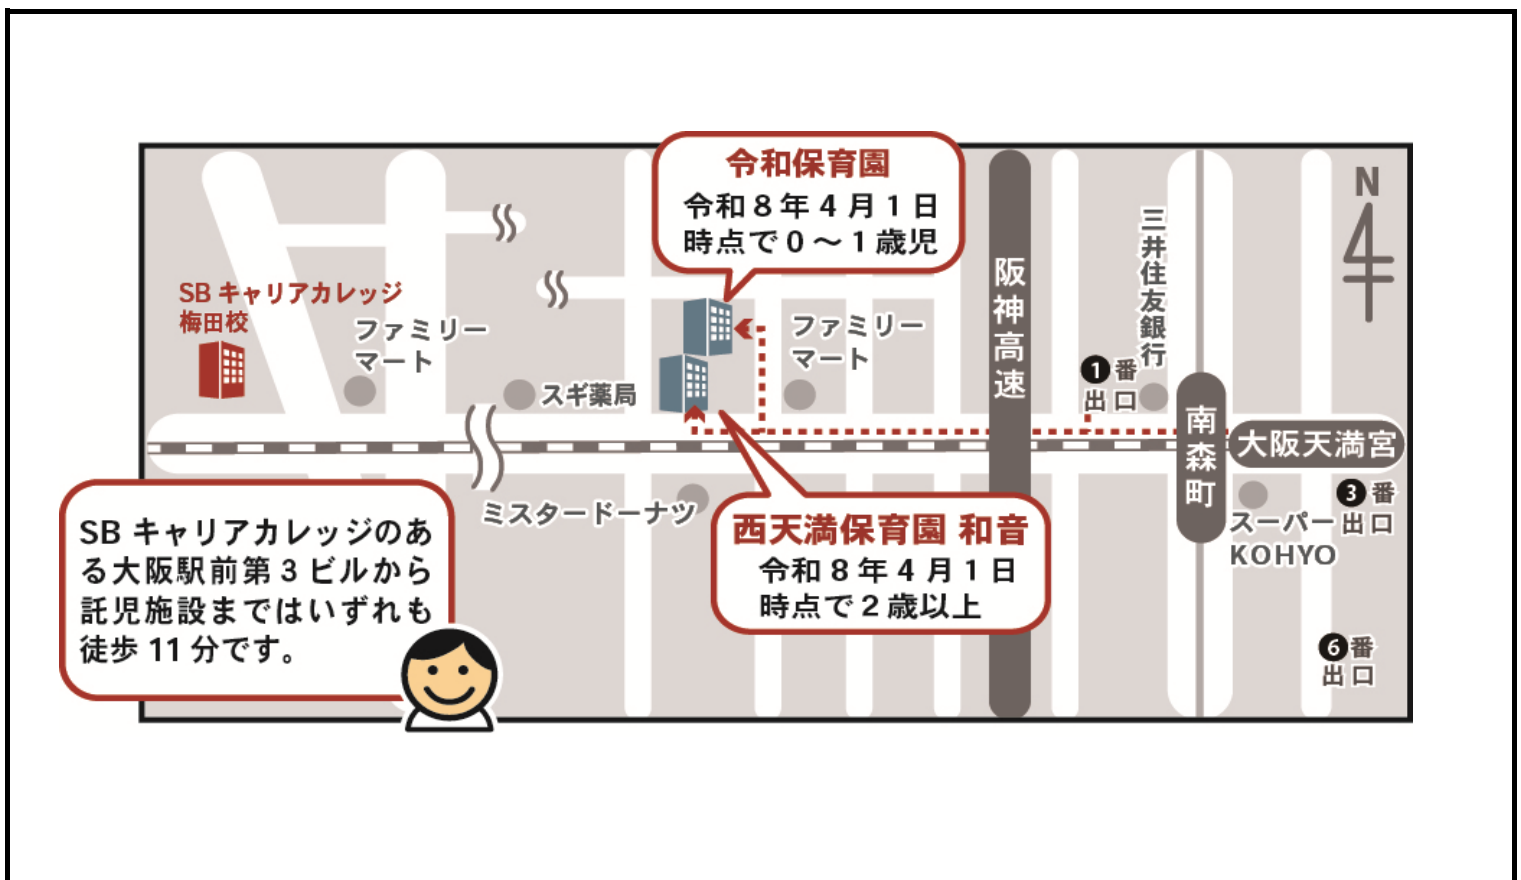 令和保育園
令和８年４月１日
時点で０～１歳児
N
三井住友銀行
阪神高速
SB キャリアカレッジ
梅田校
ファミリー
マート
ファミリー
マート
スギ薬局
1番
出口
南森町
大阪天満宮
3番
出口
スーパー
KOHYO
6番
出口
ミスタードーナツ
西天満保育園 和音
令和８年４月１日
時点で２歳以上
SB キャリアカレッジのあ
る大阪駅前第３ビルから
託児施設まではいずれも
徒歩 11 分です。